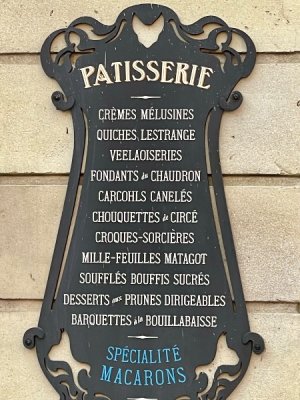 PATISSERIE
CRÈMES MÉLUSINES
QUICHES LESTRANGE
VEELAOISERIES
FONDANTS du CHAUDRON
CARCOHLS CANELÉS
CHOUQUETTES de CIRCÉ
CROQUES-SORCIÈRES
MILLE-FEUILLES MATAGOT
SOUFFLÉS BOUFFIS SUCRÉS
DESSERTS aux PRUNES DIRIGEABLES
BARQUETTES à la BOUILLABAISSE
SPÉCIALITÉ
MACARONS